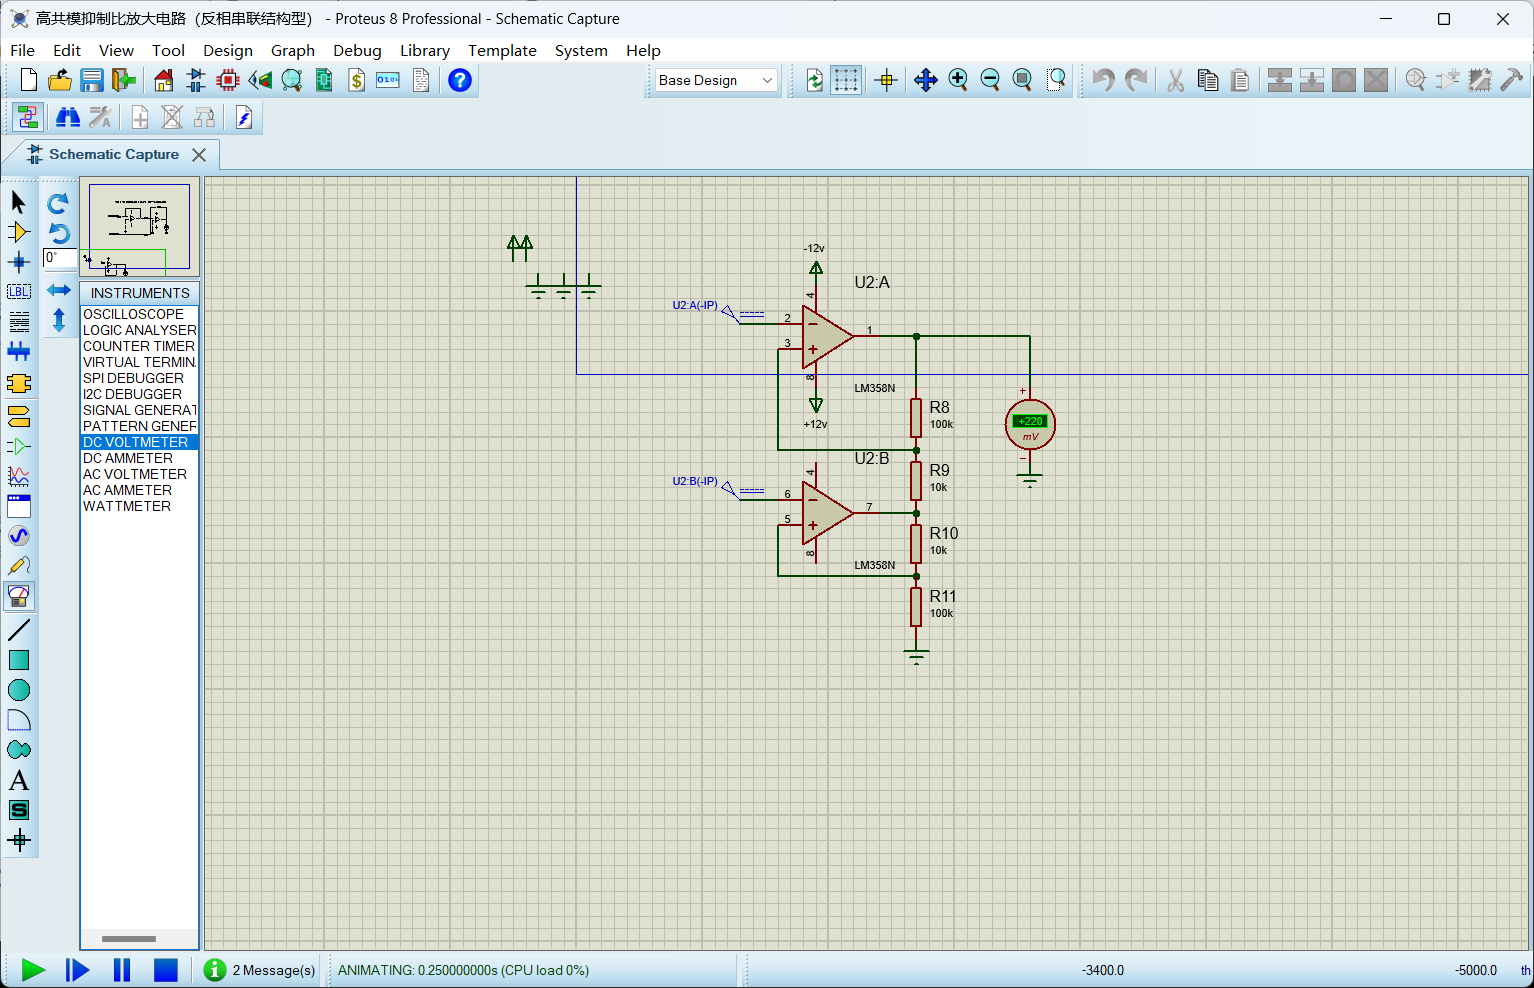 高共模抑制比放大电路（反相串联结构型） - Proteus 8 Professional - Schematic Capture
File Edit View Tool Design Graph Debug Library Template System Help
Base Design
Schematic Capture
0°
LBL
INSTRUMENTS
OSCILLOSCOPE
LOGIC ANALYSER
COUNTER TIMER
VIRTUAL TERMIN
SPI DEBUGGER
I2C DEBUGGER
SIGNAL GENERAT
PATTERN GENER
DC VOLTMETER
DC AMMETER
AC VOLTMETER
AC AMMETER
WATTMETER
A
S
-12v
U2:A
4
U2:A(-IP)
2
3
1
8
LM358N
+12v
R8
100k
+220
mV
U2:B
4
U2:B(-IP)
6
5
7
8
LM358N
R9
10k
R10
10k
R11
100k
2 Message(s)
ANIMATING: 0.250000000s (CPU load 0%)
-3400.0
-5000.0
th